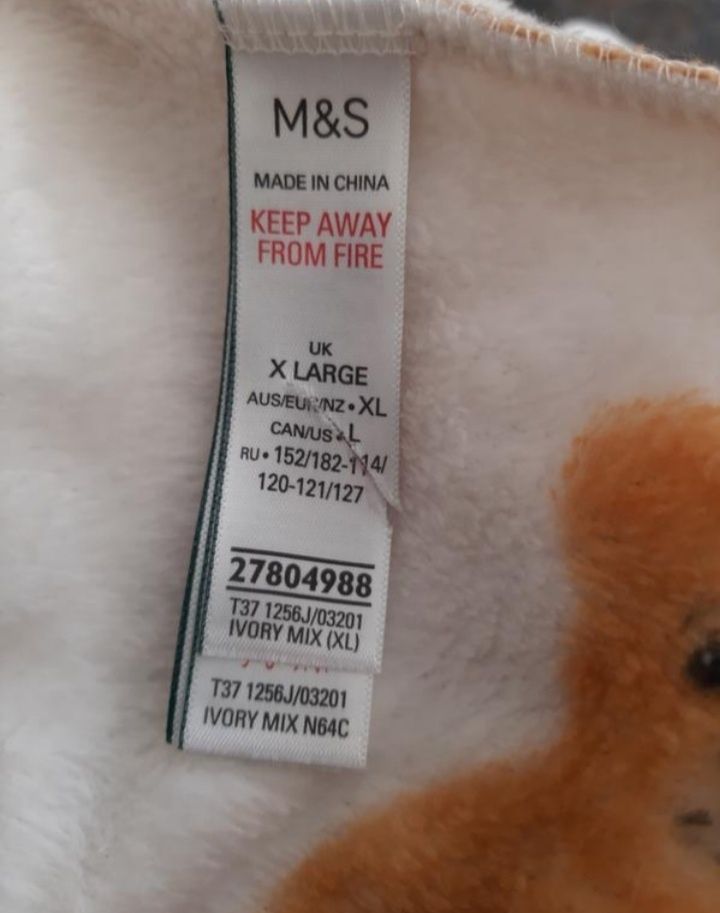 M&S
MADE IN CHINA
KEEP AWAY
FROM FIRE
UK
X LARGE
AUS/EUR/NZ • XL
CAN/US • L
RU • 152/182-114/
120-121/127
27804988
T37 1256J/03201
IVORY MIX (XL)
T37 1256J/03201
IVORY MIX N64C